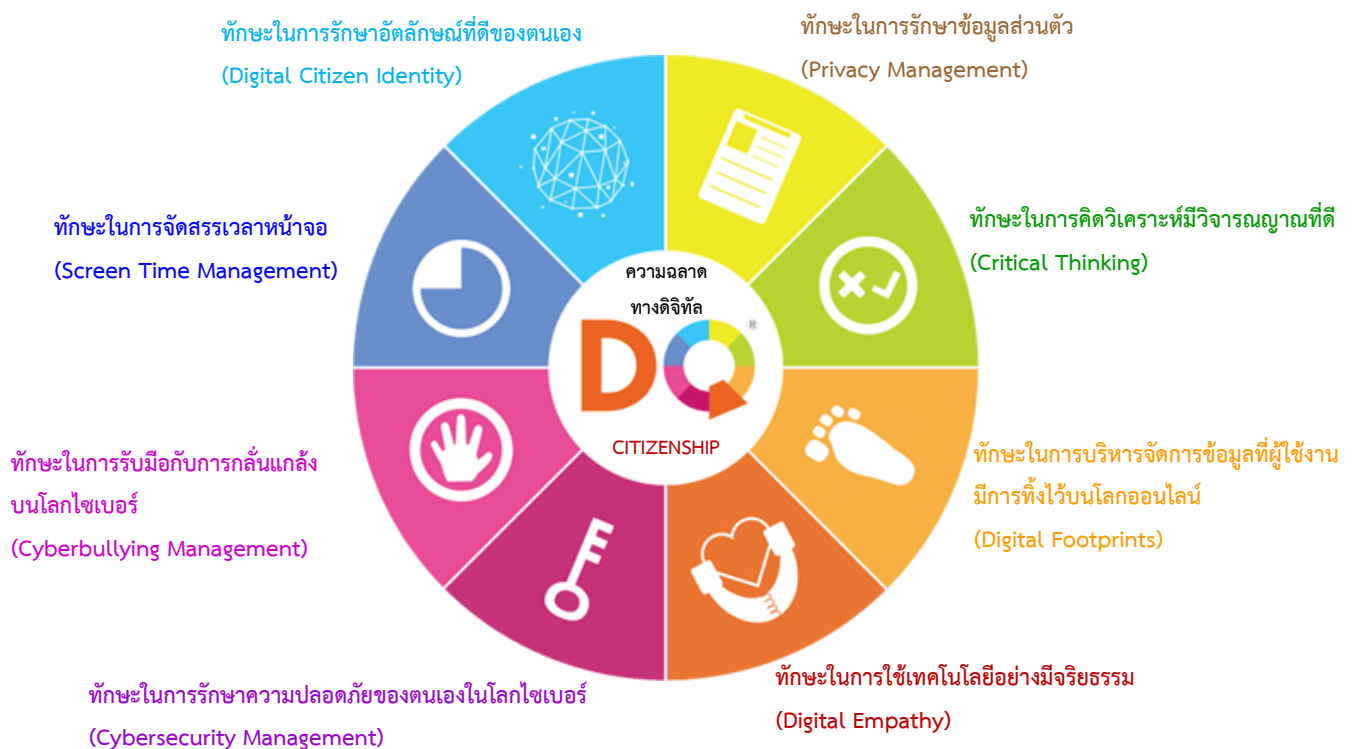 ทักษะในการรักษาอัตลักษณ์ที่ดีของตนเอง
(Digital Citizen Identity)
ทักษะในการรักษาข้อมูลส่วนตัว
(Privacy Management)
ทักษะในการจัดสรรเวลาหน้าจอ
(Screen Time Management)
ทักษะในการคิดวิเคราะห์มีวิจารณญาณที่ดี
(Critical Thinking)
ความฉลาด
ทางดิจิทัล
DQ®
CITIZENSHIP
ทักษะในการรับมือกับการกลั่นแกล้ง
บนโลกไซเบอร์
(Cyberbullying Management)
ทักษะในการบริหารจัดการข้อมูลที่ผู้ใช้งาน
มีการทิ้งไว้บนโลกออนไลน์
(Digital Footprints)
ทักษะในการรักษาความปลอดภัยของตนเองในโลกไซเบอร์
(Cybersecurity Management)
ทักษะในการใช้เทคโนโลยีอย่างมีจริยธรรม
(Digital Empathy)